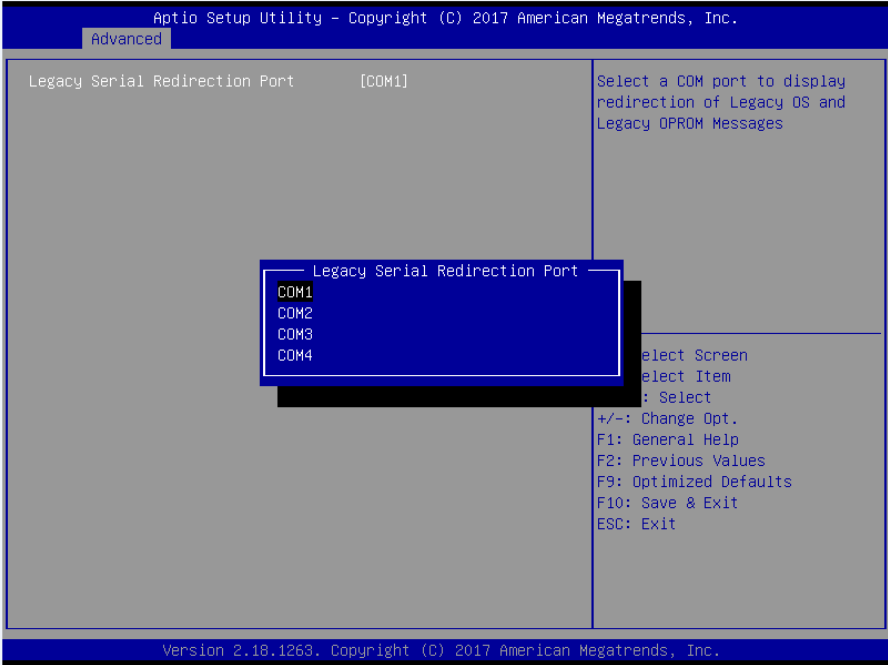 Aptio Setup Utility – Copyright (C) 2017 American Megatrends, Inc.
Advanced
Legacy Serial Redirection Port [COM1]
Select a COM port to display
redirection of Legacy OS and
Legacy OPROM Messages
Legacy Serial Redirection Port
COM1
COM2
COM3
COM4
elect Screen
elect Item
: Select
+/-: Change Opt.
F1: General Help
F2: Previous Values
F9: Optimized Defaults
F10: Save & Exit
ESC: Exit
Version 2.18.1263. Copyright (C) 2017 American Megatrends, Inc.